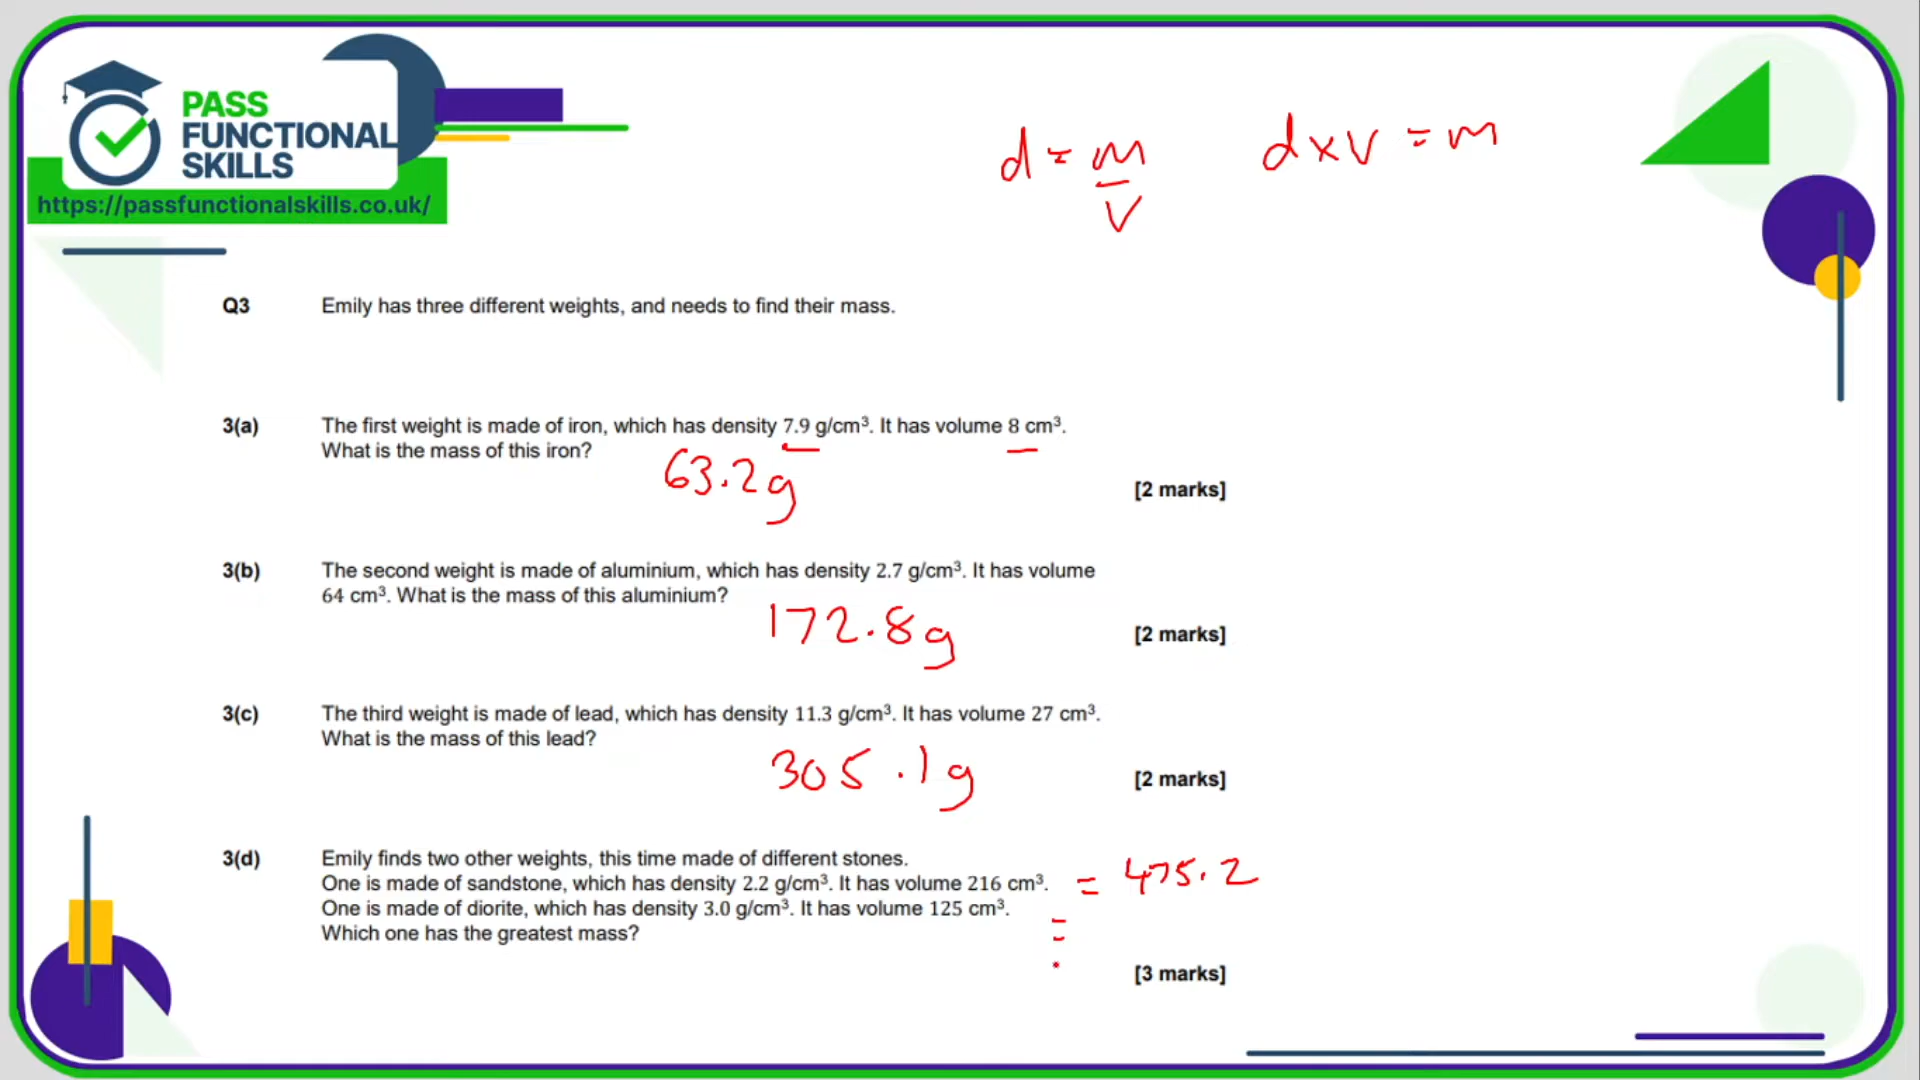 PASS
FUNCTIONAL
SKILLS
https://passfunctionalskills.co.uk/
d = m/v
d x v = m
Q3 Emily has three different weights, and needs to find their mass.
3(a) The first weight is made of iron, which has density 7.9 g/cm³. It has volume 8 cm³.
What is the mass of this iron?
63.2g
[2 marks]
3(b) The second weight is made of aluminium, which has density 2.7 g/cm³. It has volume
64 cm³. What is the mass of this aluminium?
172.8g
[2 marks]
3(c) The third weight is made of lead, which has density 11.3 g/cm³. It has volume 27 cm³.
What is the mass of this lead?
305.1g
[2 marks]
3(d) Emily finds two other weights, this time made of different stones.
One is made of sandstone, which has density 2.2 g/cm³. It has volume 216 cm³. = 475.2
One is made of diorite, which has density 3.0 g/cm³. It has volume 125 cm³. =
Which one has the greatest mass?
[3 marks]